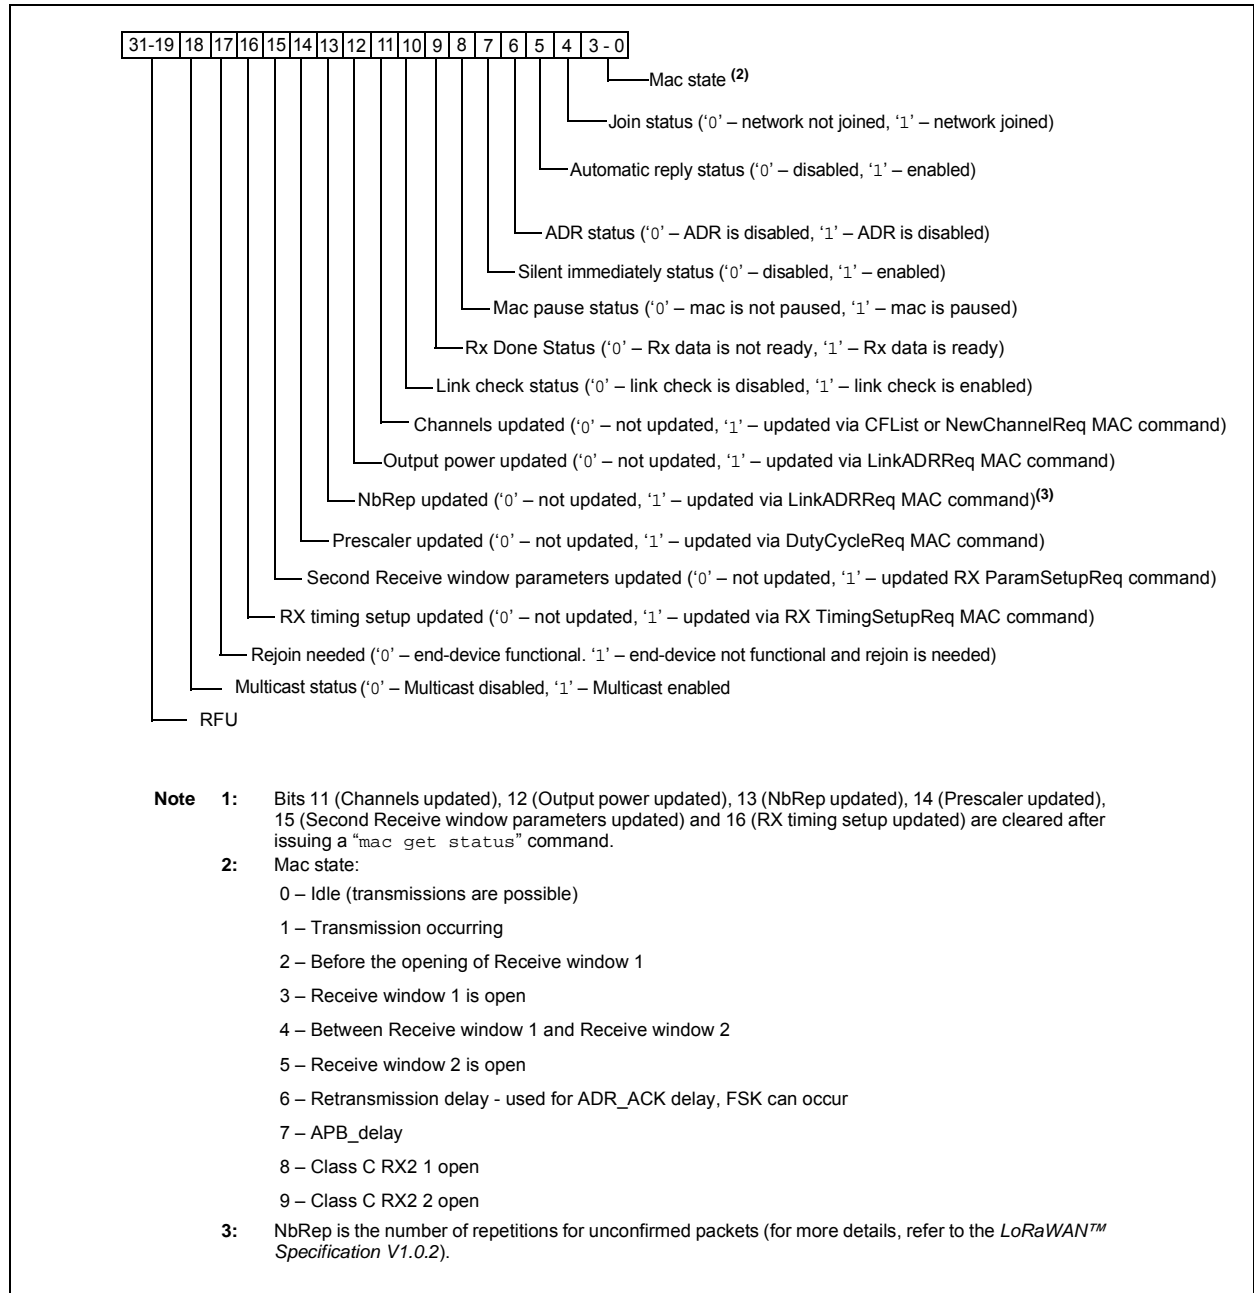 31-19 18 17 16 15 14 13 12 11 10 9 8 7 6 5 4 3 - 0
Mac state (2)
Join status (‘0’ – network not joined, ‘1’ – network joined)
Automatic reply status (‘0’ – disabled, ‘1’ – enabled)
ADR status (‘0’ – ADR is disabled, ‘1’ – ADR is disabled)
Silent immediately status (‘0’ – disabled, ‘1’ – enabled)
Mac pause status (‘0’ – mac is not paused, ‘1’ – mac is paused)
Rx Done Status (‘0’ – Rx data is not ready, ‘1’ – Rx data is ready)
Link check status (‘0’ – link check is disabled, ‘1’ – link check is enabled)
Channels updated (‘0’ – not updated, ‘1’ – updated via CFList or NewChannelReq MAC command)
Output power updated (‘0’ – not updated, ‘1’ – updated via LinkADRReq MAC command)
NbRep updated (‘0’ – not updated, ‘1’ – updated via LinkADRReq MAC command)(3)
Prescaler updated (‘0’ – not updated, ‘1’ – updated via DutyCycleReq MAC command)
Second Receive window parameters updated (‘0’ – not updated, ‘1’ – updated RX ParamSetupReq command)
RX timing setup updated (‘0’ – not updated, ‘1’ – updated via RX TimingSetupReq MAC command)
Rejoin needed (‘0’ – end-device functional. ‘1’ – end-device not functional and rejoin is needed)
Multicast status (‘0’ – Multicast disabled, ‘1’ – Multicast enabled
RFU
Note 1: Bits 11 (Channels updated), 12 (Output power updated), 13 (NbRep updated), 14 (Prescaler updated),
15 (Second Receive window parameters updated) and 16 (RX timing setup updated) are cleared after
issuing a “mac get status” command.
2: Mac state:
0 – Idle (transmissions are possible)
1 – Transmission occurring
2 – Before the opening of Receive window 1
3 – Receive window 1 is open
4 – Between Receive window 1 and Receive window 2
5 – Receive window 2 is open
6 – Retransmission delay - used for ADR_ACK delay, FSK can occur
7 – APB_delay
8 – Class C RX2 1 open
9 – Class C RX2 2 open
3: NbRep is the number of repetitions for unconfirmed packets (for more details, refer to the LoRaWAN™
Specification V1.0.2).